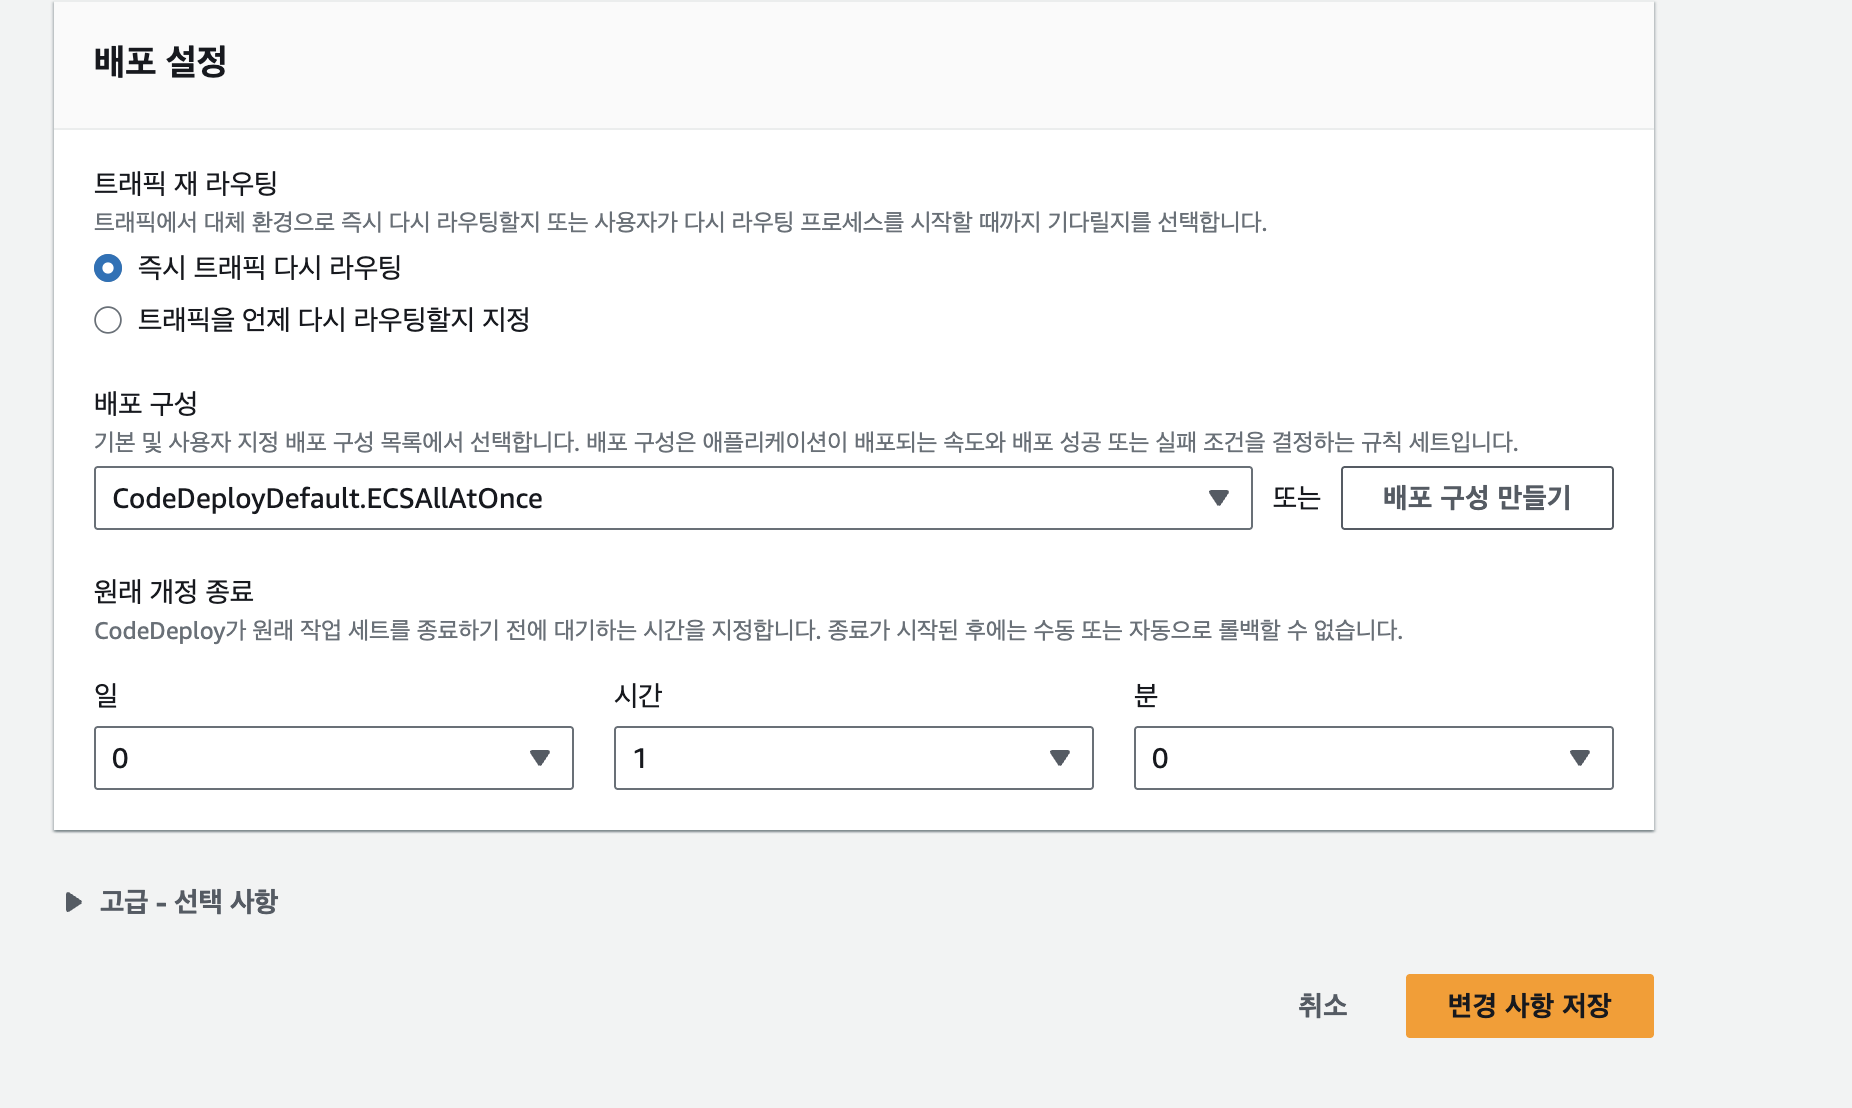 배포 설정
트래픽 재 라우팅
트래픽에서 대체 환경으로 즉시 다시 라우팅할지 또는 사용자가 다시 라우팅 프로세스를 시작할 때까지 기다릴지를 선택합니다.
즉시 트래픽 다시 라우팅
트래픽을 언제 다시 라우팅할지 지정
배포 구성
기본 및 사용자 지정 배포 구성 목록에서 선택합니다. 배포 구성은 애플리케이션이 배포되는 속도와 배포 성공 또는 실패 조건을 결정하는 규칙 세트입니다.
CodeDeployDefault.ECSAllAtOnce 또는 배포 구성 만들기
원래 개정 종료
CodeDeploy가 원래 작업 세트를 종료하기 전에 대기하는 시간을 지정합니다. 종료가 시작된 후에는 수동 또는 자동으로 롤백할 수 없습니다.
일 시간 분
0 1 0
고급 - 선택 사항
취소 변경 사항 저장